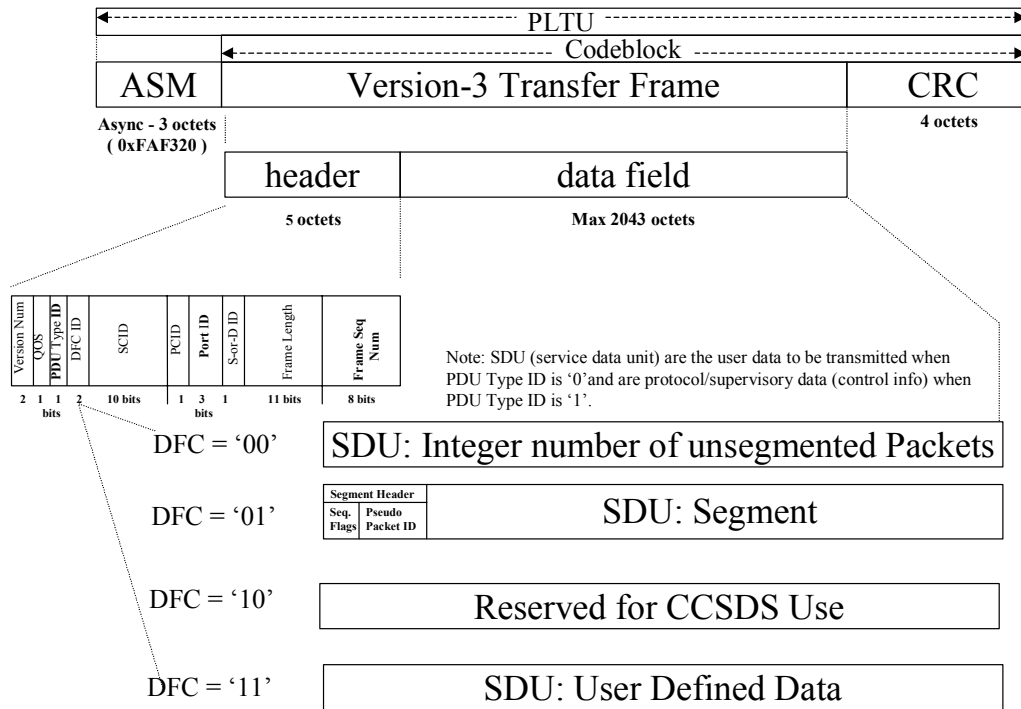 PLTU
Codeblock
ASM
Version-3 Transfer Frame
CRC
Async - 3 octets
( 0xFAF320 )
4 octets
header
data field
5 octets
Max 2043 octets
Version Num
QOS
PDU Type ID
DFC ID
SCID
PCID
Port ID
S-or-D ID
Frame Length
Frame Seq
Num
2 1 1 2 10 bits 1 3 1 11 bits 8 bits
bits bits
Note: SDU (service data unit) are the user data to be transmitted when
PDU Type ID is ‘0’and are protocol/supervisory data (control info) when
PDU Type ID is ‘1’.
DFC = ‘00’
SDU: Integer number of unsegmented Packets
DFC = ‘01’
Segment Header
Seq.
Flags
Pseudo
Packet ID
SDU: Segment
DFC = ‘10’
Reserved for CCSDS Use
DFC = ‘11’
SDU: User Defined Data